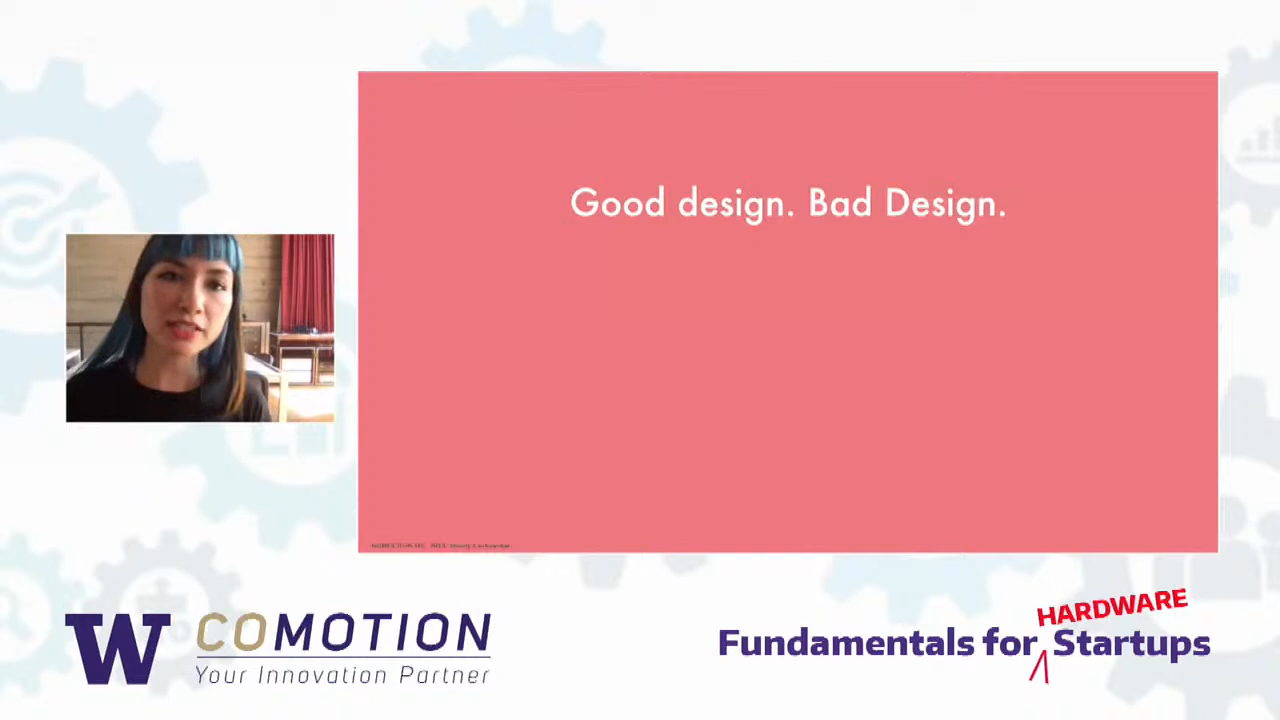 Good design. Bad Design.
W COMOTION
Your Innovation Partner
HARDWARE
Fundamentals for Startups